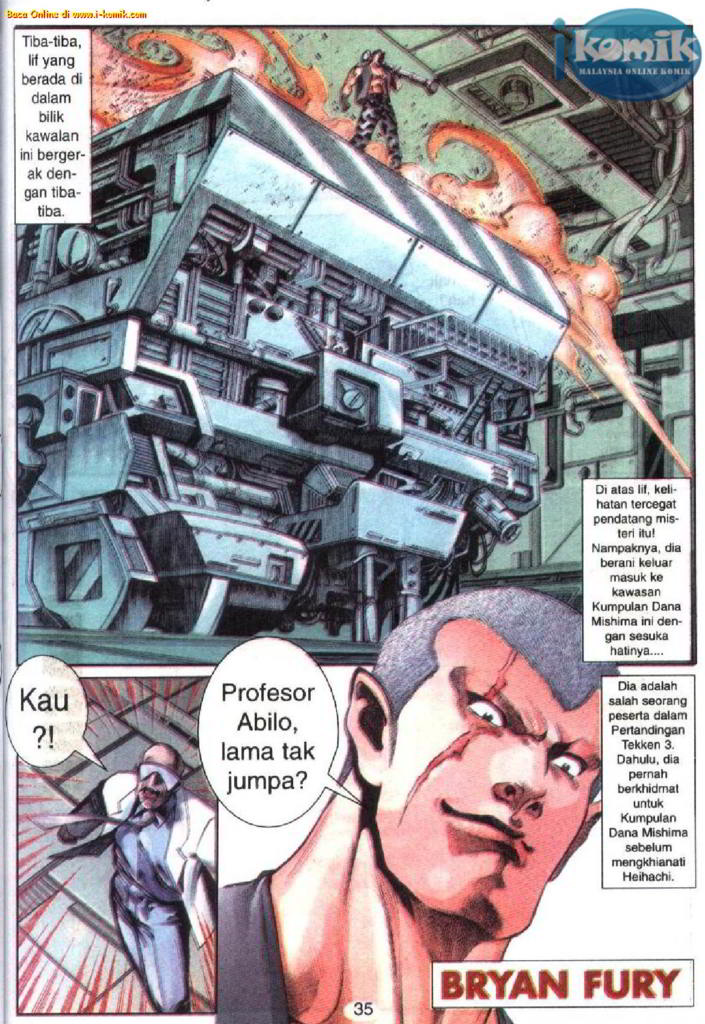 Baca Online di www.i-komik.com
i komik
MALAYSIA ONLINE KOMIK
Tiba-tiba,
lif yang
berada di
dalam
bilik
kawalan
ini berger-
ak den-
gan tiba-
tiba.
Di atas lif, keli-
hatan tercegat
pendatang mis-
teri itu!
Nampaknya, dia
berani keluar
masuk ke
kawasan
Kumpulan Dana
Mishima ini den-
gan sesuka
hatinya....
Kau
?!
Profesor
Abilo,
lama tak
jumpa?
Dia adalah
salah seorang
peserta dalam
Pertandingan
Tekken 3.
Dahulu, dia
pernah
berkhidmat
untuk
Kumpulan
Dana Mishima
sebelum
mengkhianati
Heihachi.
BRYAN FURY
35